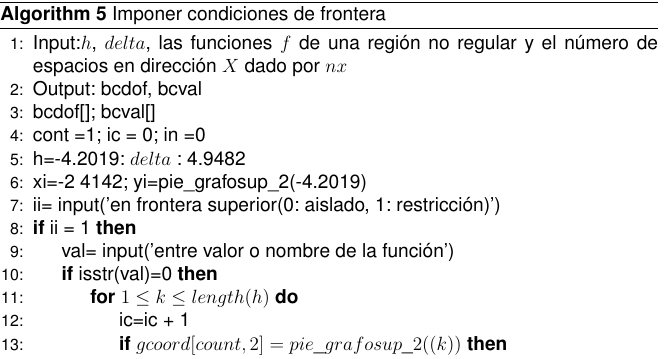 Algorithm 5 Imponer condiciones de frontera
1: Input:h, delta, las funciones f de una región no regular y el número de
espacios en dirección X dado por nx
2: Output: bcdof, bcval
3: bcdof[]; bcval[]
4: cont =1; ic = 0; in =0
5: h=-4.2019: delta : 4.9482
6: xi=-2 4142; yi=pie_grafosup_2(-4.2019)
7: ii= input('en frontera superior(0: aislado, 1: restricción)')
8: if ii = 1 then
9: val= input('entre valor o nombre de la función')
10: if isstr(val)=0 then
11: for 1 ≤ k ≤ length(h) do
12: ic=ic + 1
13: if gcoord[count, 2] = pie_grafosup_2((k)) then